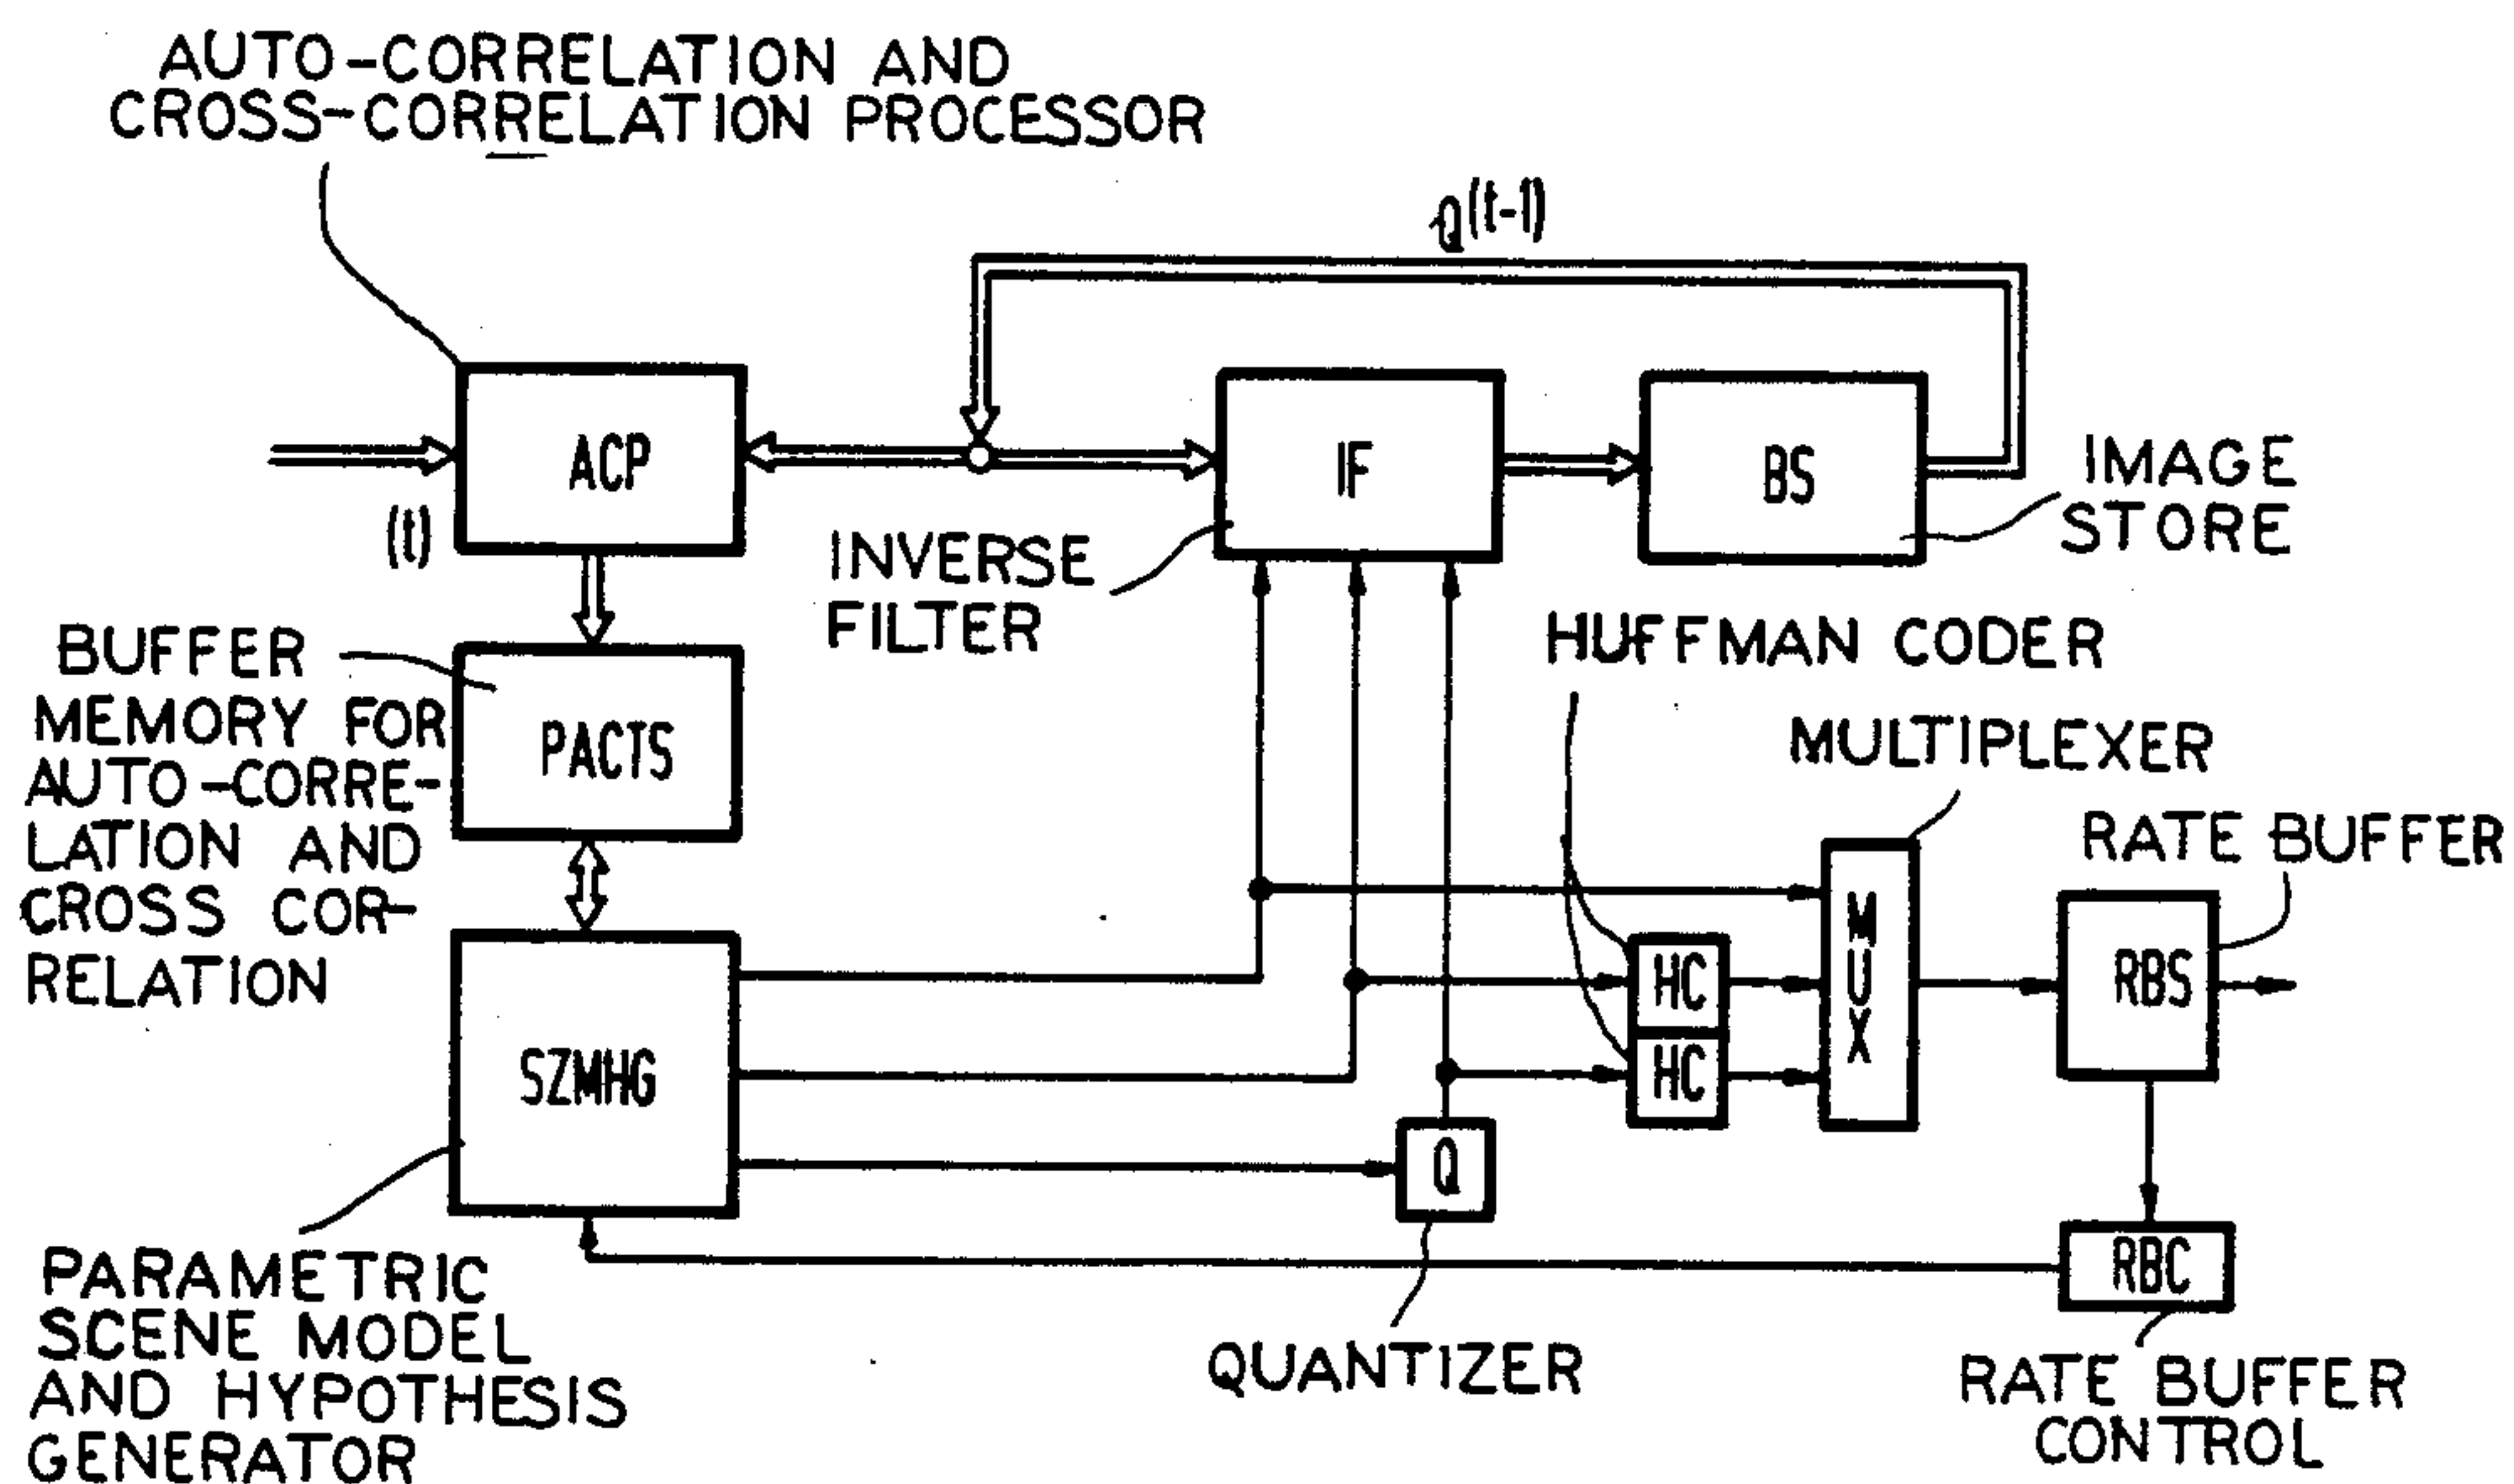 AUTO-CORRELATION AND
CROSS-CORRELATION PROCESSOR
(t-1)
ACP
IF
BS
IMAGE
STORE
(t)
INVERSE
FILTER
HUFFMAN CODER
BUFFER
MEMORY FOR
AUTO-CORRE-
LATION AND
CROSS COR-
RELATION
PACTS
MULTIPLEXER
RATE BUFFER
MUX
HC
HC
RBS
SZMHG
Q
RBC
PARAMETRIC
SCENE MODEL
AND HYPOTHESIS
GENERATOR
QUANTIZER
RATE BUFFER
CONTROL